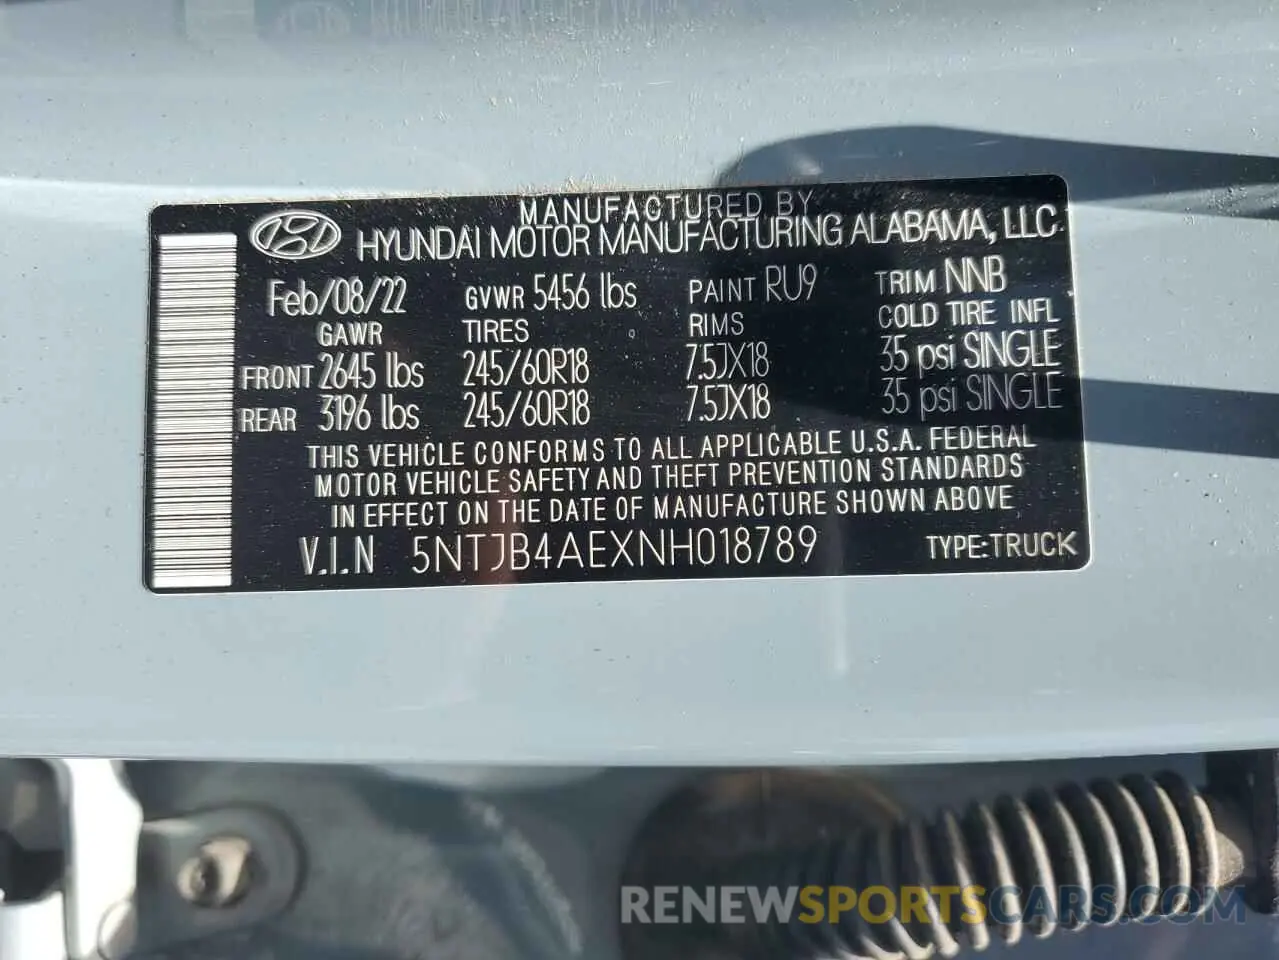 MANUFACTURED BY
HYUNDAI MOTOR MANUFACTURING ALABAMA, LLC
Feb/08/22 GVWR 5456 lbs PAINT RU9 TRIM NNB
GAWR TIRES RIMS COLD TIRE INFL
FRONT 2645 lbs 245/60R18 7.5JX18 35 psi SINGLE
REAR 3196 lbs 245/60R18 7.5JX18 35 psi SINGLE
THIS VEHICLE CONFORMS TO ALL APPLICABLE U.S.A. FEDERAL
MOTOR VEHICLE SAFETY AND THEFT PREVENTION STANDARDS
IN EFFECT ON THE DATE OF MANUFACTURE SHOWN ABOVE
V.I.N 5NTJB4AEXNH018789 TYPE:TRUCK
RENEWSPORTSCARS.COM